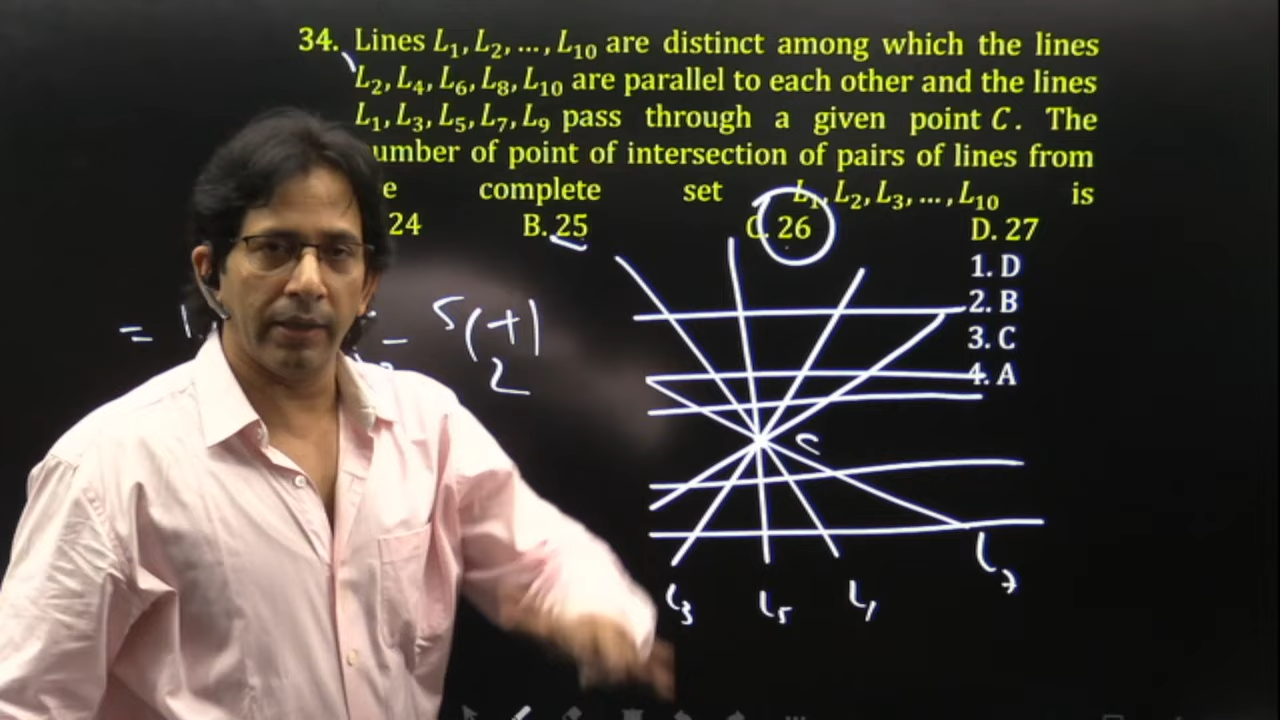 34. Lines L₁, L₂, ..., L₁₀ are distinct among which the lines
L₂, L₄, L₆, L₈, L₁₀ are parallel to each other and the lines
L₁, L₃, L₅, L₇, L₉ pass through a given point C. The
umber of point of intersection of pairs of lines from
e complete set L₁, L₂, L₃, ..., L₁₀ is
24 B. 25 C. 26 D. 27
1. D
2. B
3. C
4. A
= 1.
C
L₃ L₅ L₁ L₇